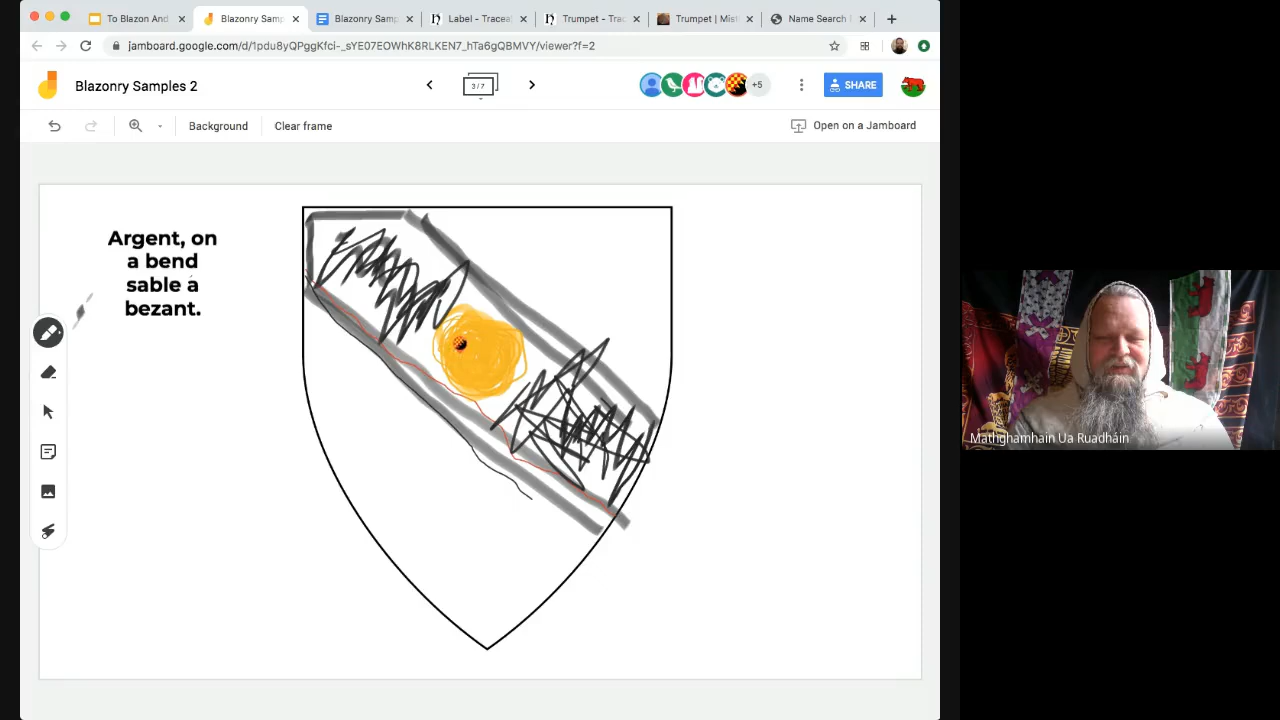 To Blazon And
Blazonry Samp
Blazonry Samp
Label - Tracea
Trumpet - Trac
Trumpet | Mist
Name Search
jamboard.google.com/d/1pdu8yQPggKfci-_sYE07EOWhK8RLKEN7_hTa6gQBMVY/viewer?f=2
Blazonry Samples 2
3/7
+5
SHARE
Background
Clear frame
Open on a Jamboard
Argent, on
a bend
sable a
bezant.
Mathghamhain Ua Ruadháin